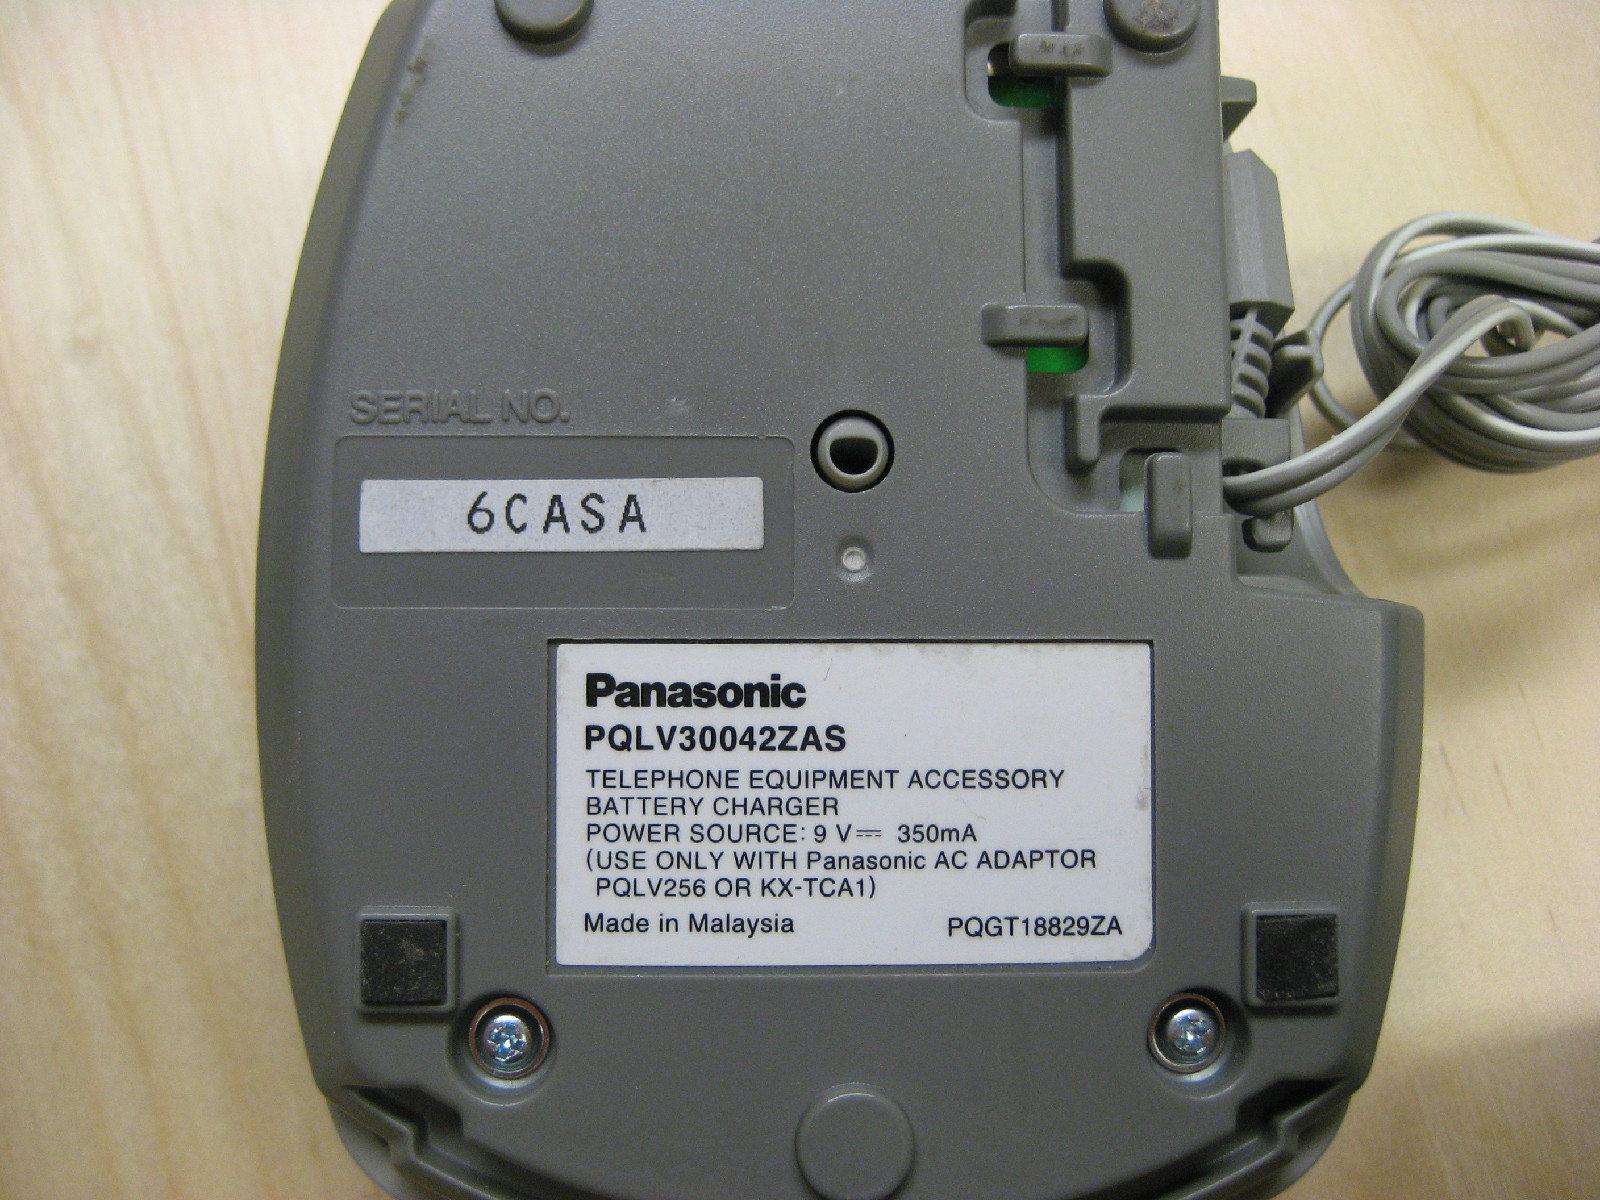 SERIAL NO.
6CASA
Panasonic
PQLV30042ZAS
TELEPHONE EQUIPMENT ACCESSORY
BATTERY CHARGER
POWER SOURCE: 9 V⎓ 350mA
(USE ONLY WITH Panasonic AC ADAPTOR
PQLV256 OR KX-TCA1)
Made in Malaysia PQGT18829ZA